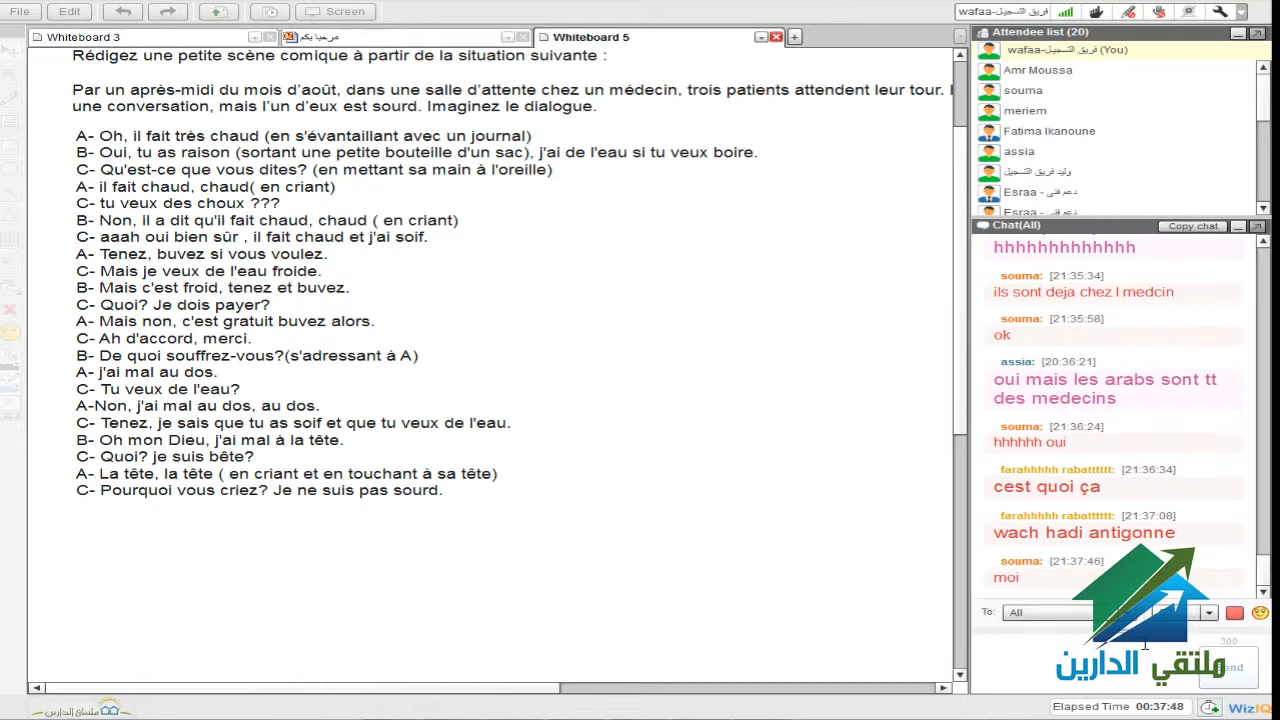 File
Edit
Screen
wafaa-فريق التسجيل
Whiteboard 3
مرحبا بكم
Whiteboard 5
Rédigez une petite scène comique à partir de la situation suivante :
Par un après-midi du mois d'août, dans une salle d'attente chez un médecin, trois patients attendent leur tour.
une conversation, mais l'un d'eux est sourd. Imaginez le dialogue.
A- Oh, il fait très chaud (en s'évantaillant avec un journal)
B- Oui, tu as raison (sortant une petite bouteille d'un sac), j'ai de l'eau si tu veux boire.
C- Qu'est-ce que vous dites? (en mettant sa main à l'oreille)
A- il fait chaud, chaud( en criant)
C- tu veux des choux ???
B- Non, il a dit qu'il fait chaud, chaud ( en criant)
C- aaah oui bien sûr , il fait chaud et j'ai soif.
A- Tenez, buvez si vous voulez.
C- Mais je veux de l'eau froide.
B- Mais c'est froid, tenez et buvez.
C- Quoi? Je dois payer?
A- Mais non, c'est gratuit buvez alors.
C- Ah d'accord, merci.
B- De quoi souffrez-vous?(s'adressant à A)
A- j'ai mal au dos.
C- Tu veux de l'eau?
A-Non, j'ai mal au dos, au dos.
C- Tenez, je sais que tu as soif et que tu veux de l'eau.
B- Oh mon Dieu, j'ai mal à la tête.
C- Quoi? je suis bête?
A- La tête, la tête ( en criant et en touchant à sa tête)
C- Pourquoi vous criez? Je ne suis pas sourd.
Attendee list (20)
wafaa-فريق التسجيل (You)
Amr Moussa
souma
meriem
Fatima Ikanoune
assia
وليد فريق التسجيل
Esraa - دعم فنى
Esraa - دعم فنى
Chat(All)
Copy chat
hhhhhhhhhhhhh
souma: [21:35:34]
ils sont deja chez l medcin
souma: [21:35:58]
ok
assia: [20:36:21]
oui mais les arabs sont tt
des medecins
souma: [21:36:24]
hhhhhh oui
farahhhhh rabatttttt: [21:36:34]
cest quoi ça
farahhhhh rabatttttt: [21:37:08]
wach hadi antigonne
souma: [21:37:46]
moi
To:
All
300
ملتقي الدارين
Elapsed Time 00:37:48
WizIQ
ملتقى الدارين